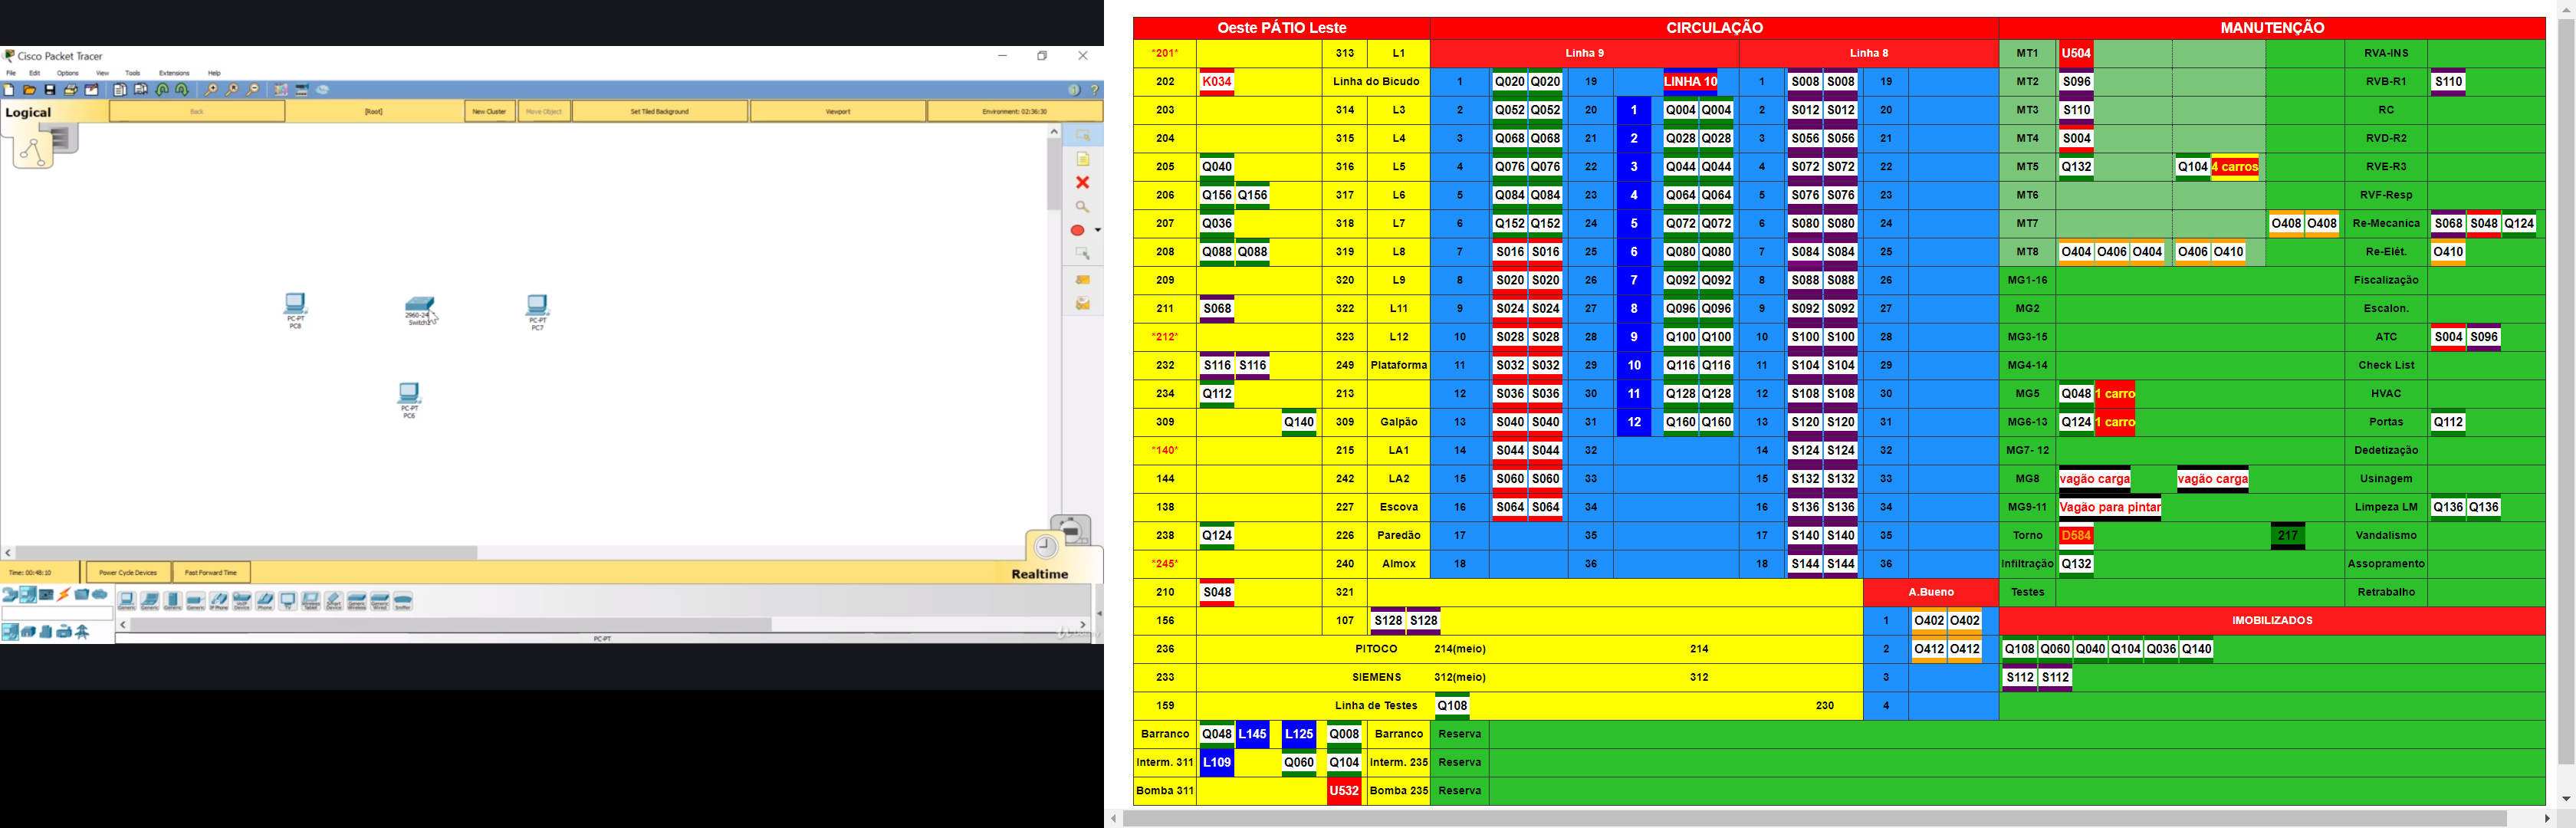 Cisco Packet Tracer
File Edit Options View Tools Extensions Help
Logical Back [Root] New Cluster Move Object Set Tiled Background Viewport Environment: 02:36:30
PC-PT
PC8
2960-24
Switch
PC-PT
PC7
PC-PT
PC6
Time: 00:48:10 Power Cycle Devices Fast Forward Time Realtime
PC-PT
Oeste PÁTIO Leste CIRCULAÇÃO MANUTENÇÃO
*201* 313 L1 Linha 9 Linha 8 MT1 U504 RVA-INS
202 K034 Linha do Bicudo 1 Q020 Q020 19 LINHA 10 1 S008 S008 19 MT2 S096 RVB-R1 S110
203 314 L3 2 Q052 Q052 20 1 Q004 Q004 2 S012 S012 20 MT3 S110 RC
204 315 L4 3 Q068 Q068 21 2 Q028 Q028 3 S056 S056 21 MT4 S004 RVD-R2
205 Q040 316 L5 4 Q076 Q076 22 3 Q044 Q044 4 S072 S072 22 MT5 Q132 Q104 4 carros RVE-R3
206 Q156 Q156 317 L6 5 Q084 Q084 23 4 Q064 Q064 5 S076 S076 23 MT6 RVF-Resp
207 Q036 318 L7 6 Q152 Q152 24 5 Q072 Q072 6 S080 S080 24 MT7 O408 O408 Re-Mecanica S068 S048 Q124
208 Q088 Q088 319 L8 7 S016 S016 25 6 Q080 Q080 7 S084 S084 25 MT8 O404 O406 O404 O406 O410 Re-Elét. O410
209 320 L9 8 S020 S020 26 7 Q092 Q092 8 S088 S088 26 MG1-16 Fiscalização
211 S068 322 L11 9 S024 S024 27 8 Q096 Q096 9 S092 S092 27 MG2 Escalon.
*212* 323 L12 10 S028 S028 28 9 Q100 Q100 10 S100 S100 28 MG3-15 ATC S004 S096
232 S116 S116 249 Plataforma 11 S032 S032 29 10 Q116 Q116 11 S104 S104 29 MG4-14 Check List
234 Q112 213 12 S036 S036 30 11 Q128 Q128 12 S108 S108 30 MG5 Q048 1 carro HVAC
309 Q140 309 Galpão 13 S040 S040 31 12 Q160 Q160 13 S120 S120 31 MG6-13 Q124 1 carro Portas Q112
*140* 215 LA1 14 S044 S044 32 14 S124 S124 32 MG7- 12 Dedetização
144 242 LA2 15 S060 S060 33 15 S132 S132 33 MG8 vagão carga vagão carga Usinagem
138 227 Escova 16 S064 S064 34 16 S136 S136 34 MG9-11 Vagão para pintar Limpeza LM Q136 Q136
238 Q124 226 Paredão 17 35 17 S140 S140 35 Torno D584 217 Vandalismo
*245* 240 Almox 18 36 18 S144 S144 36 Infiltração Q132 Assopramento
210 S048 321 A.Bueno Testes Retrabalho
156 107 S128 S128 1 O402 O402 IMOBILIZADOS
236 PITOCO 214(meio) 214 2 O412 O412 Q108 Q060 Q040 Q104 Q036 Q140
233 SIEMENS 312(meio) 312 3 S112 S112
159 Linha de Testes Q108 230 4
Barranco Q048 L145 L125 Q008 Barranco Reserva
Interm. 311 L109 Q060 Q104 Interm. 235 Reserva
Bomba 311 U532 Bomba 235 Reserva